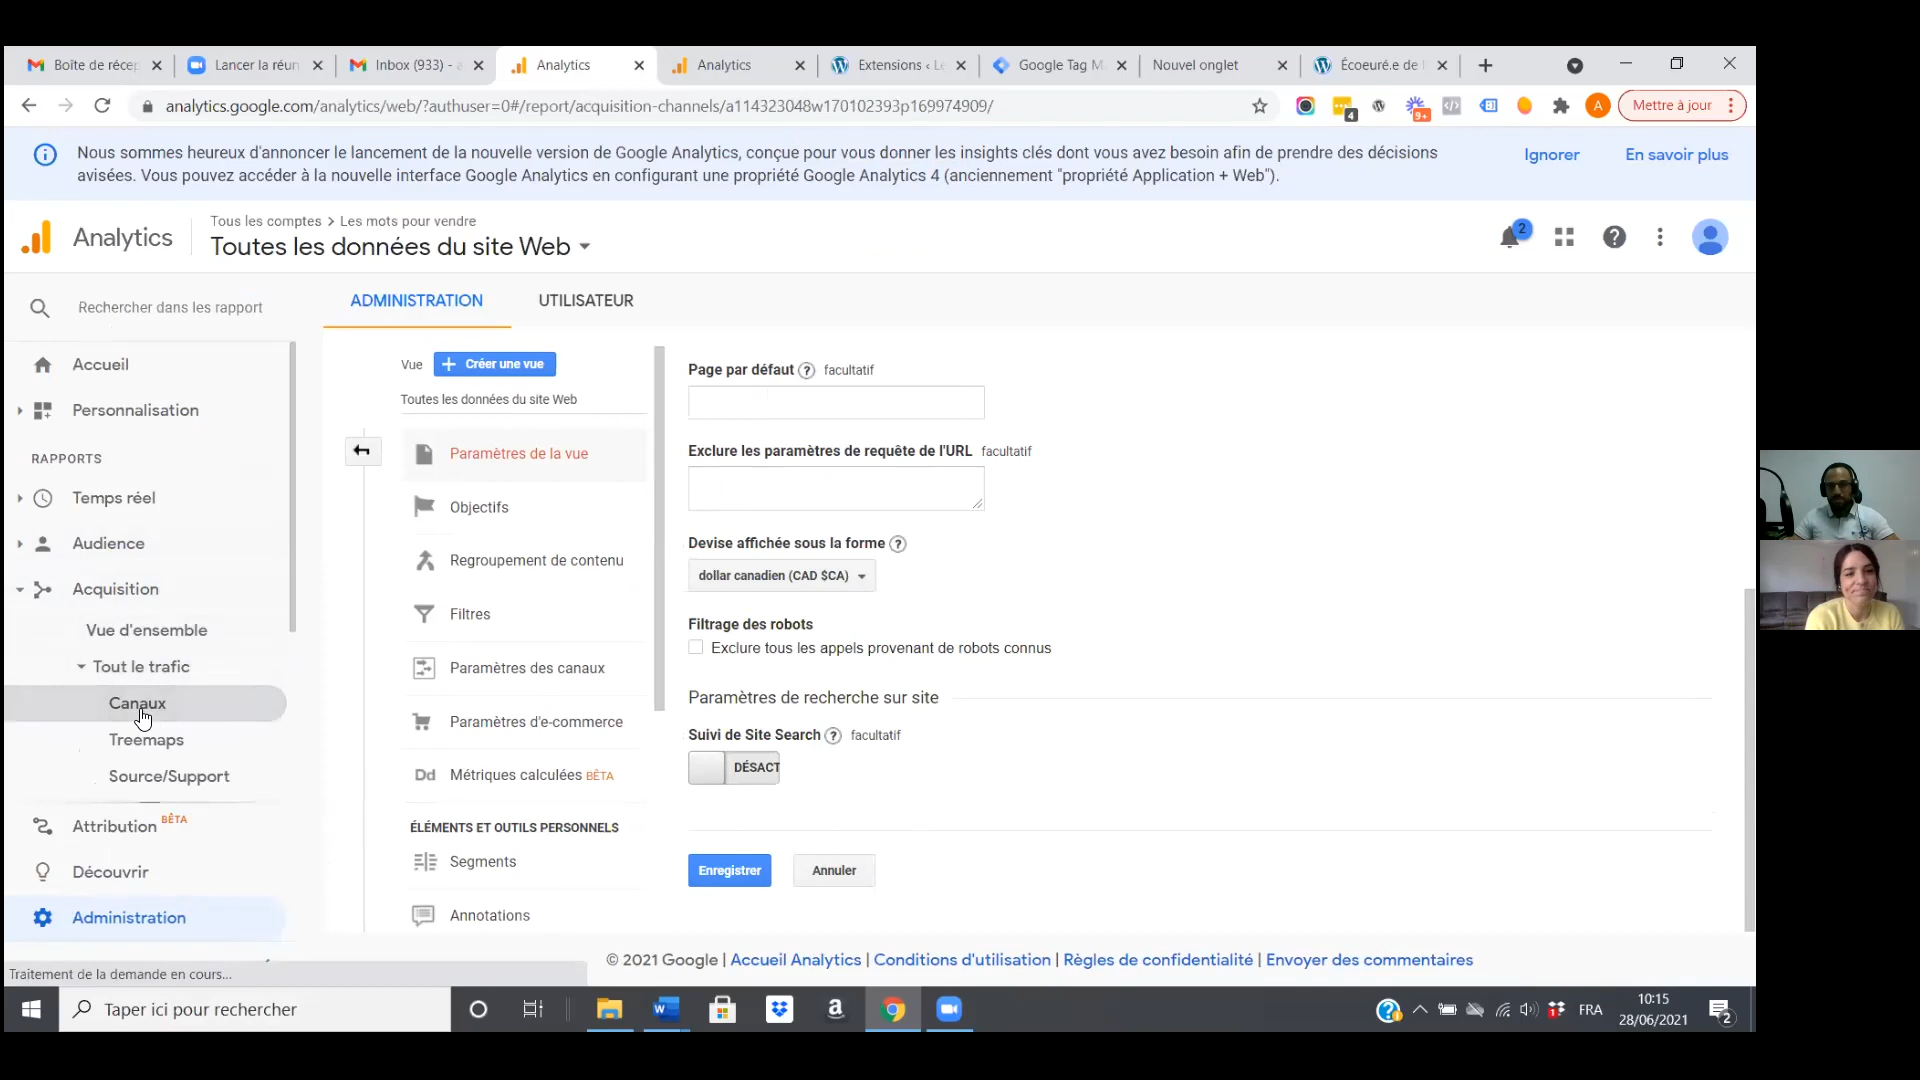 Boîte de récep
Lancer la réun
Inbox (933) - a
Analytics
Analytics
Extensions ‹ Le
Google Tag M
Nouvel onglet
Écoeuré.e de
analytics.google.com/analytics/web/?authuser=0#/report/acquisition-channels/a114323048w170102393p169974909/
4
9+
A
Mettre à jour
Nous sommes heureux d'annoncer le lancement de la nouvelle version de Google Analytics, conçue pour vous donner les insights clés dont vous avez besoin afin de prendre des décisions
avisées. Vous pouvez accéder à la nouvelle interface Google Analytics en configurant une propriété Google Analytics 4 (anciennement "propriété Application + Web").
Ignorer
En savoir plus
Analytics
Tous les comptes > Les mots pour vendre
Toutes les données du site Web
2
Rechercher dans les rapport
Accueil
Personnalisation
RAPPORTS
Temps réel
Audience
Acquisition
Vue d'ensemble
Tout le trafic
Canaux
Treemaps
Source/Support
Attribution BÊTA
Découvrir
Administration
ADMINISTRATION
UTILISATEUR
Vue
+ Créer une vue
Toutes les données du site Web
Paramètres de la vue
Objectifs
Regroupement de contenu
Filtres
Paramètres des canaux
Paramètres d'e-commerce
Dd Métriques calculées BÊTA
ÉLÉMENTS ET OUTILS PERSONNELS
Segments
Annotations
Page par défaut ? facultatif
Exclure les paramètres de requête de l'URL facultatif
Devise affichée sous la forme ?
dollar canadien (CAD $CA)
Filtrage des robots
Exclure tous les appels provenant de robots connus
Paramètres de recherche sur site
Suivi de Site Search ? facultatif
DÉSACT
Enregistrer
Annuler
© 2021 Google | Accueil Analytics | Conditions d'utilisation | Règles de confidentialité | Envoyer des commentaires
Traitement de la demande en cours...
Taper ici pour rechercher
FRA
10:15
28/06/2021
2